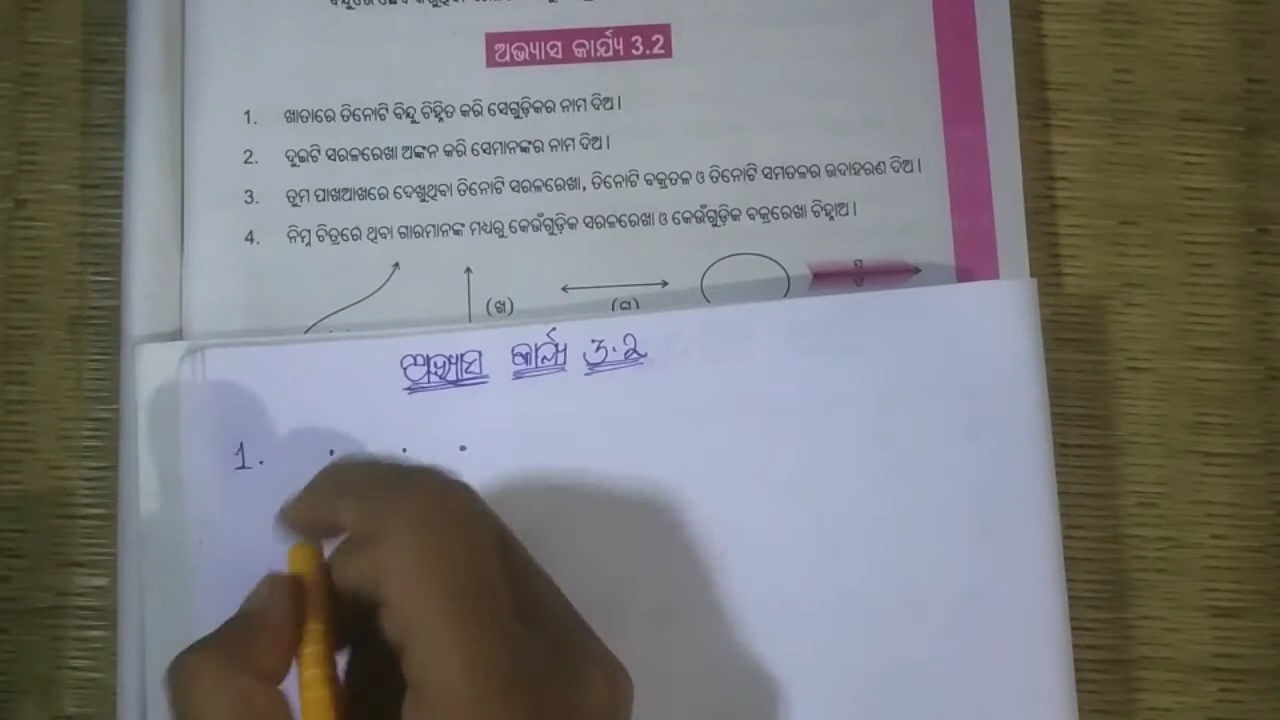 ଅଭ୍ୟାସ କାର୍ଯ୍ୟ 3.2
1. ଖାତାରେ ତିନୋଟି ବିନ୍ଦୁ ଚିହ୍ନିତ କରି ସେଗୁଡ଼ିକର ନାମ ଦିଅ ।
2. ଦୁଇଟି ସରଳରେଖା ଅଙ୍କନ କରି ସେମାନଙ୍କର ନାମ ଦିଅ ।
3. ତୁମ ପାଖଆଖରେ ଦେଖୁଥିବା ତିନୋଟି ସରଳରେଖା, ତିନୋଟି ବକ୍ରତଳ ଓ ତିନୋଟି ସମତଳର ଉଦାହରଣ ଦିଅ ।
4. ନିମ୍ନ ଚିତ୍ରରେ ଥିବା ଗାରମାନଙ୍କ ମଧ୍ୟରୁ କେଉଁଗୁଡ଼ିକ ସରଳରେଖା ଓ କେଉଁଗୁଡ଼ିକ ବକ୍ରରେଖା ଚିହ୍ନାଅ ।
(ଖ) (ଗ)
ଅଭ୍ୟାସ କାର୍ଯ୍ୟ 3.2
1.